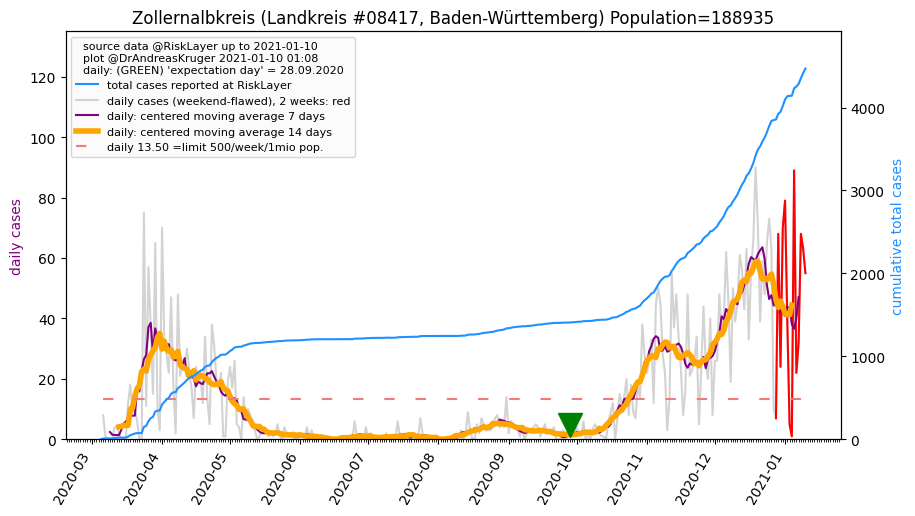 Zollernalbkreis (Landkreis #08417, Baden-Württemberg) Population=188935
source data @RiskLayer up to 2021-01-10
plot @DrAndreasKruger 2021-01-10 01:08
daily: (GREEN) 'expectation day' = 28.09.2020
total cases reported at RiskLayer
daily cases (weekend-flawed), 2 weeks: red
daily: centered moving average 7 days
daily: centered moving average 14 days
daily 13.50 =limit 500/week/1mio pop.
daily cases
120
100
80
60
40
20
0
cumulative total cases
4000
3000
2000
1000
0
2020-03
2020-04
2020-05
2020-06
2020-07
2020-08
2020-09
2020-10
2020-11
2020-12
2021-01